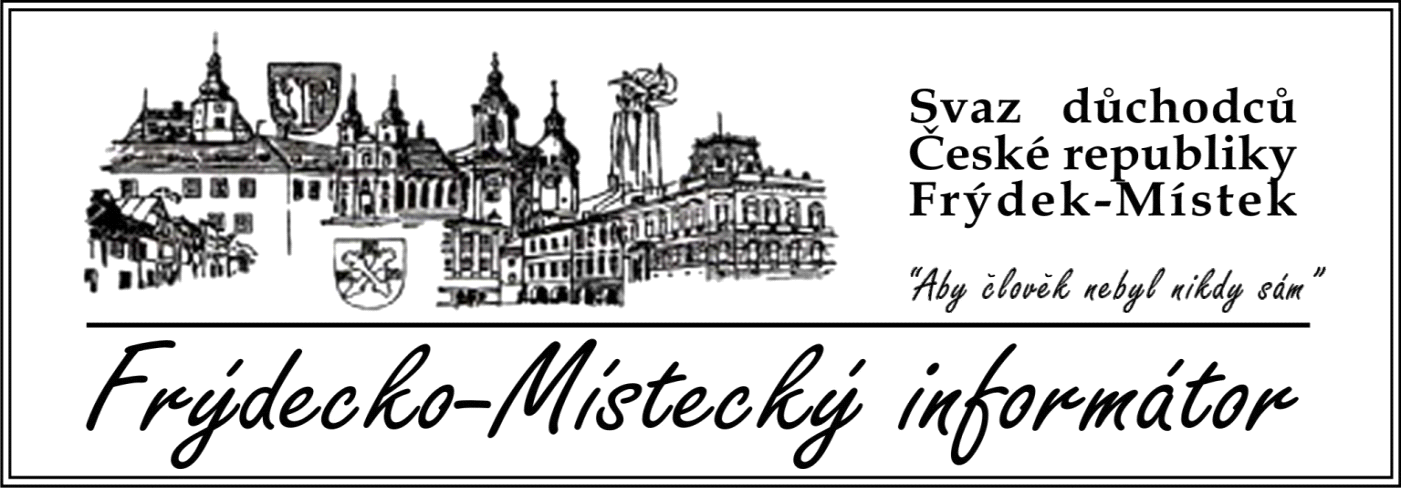 Svaz důchodců
České republiky
Frýdek-Místek
“Aby člověk nebyl nikdy sám”
Frýdecko-Místecký informátor